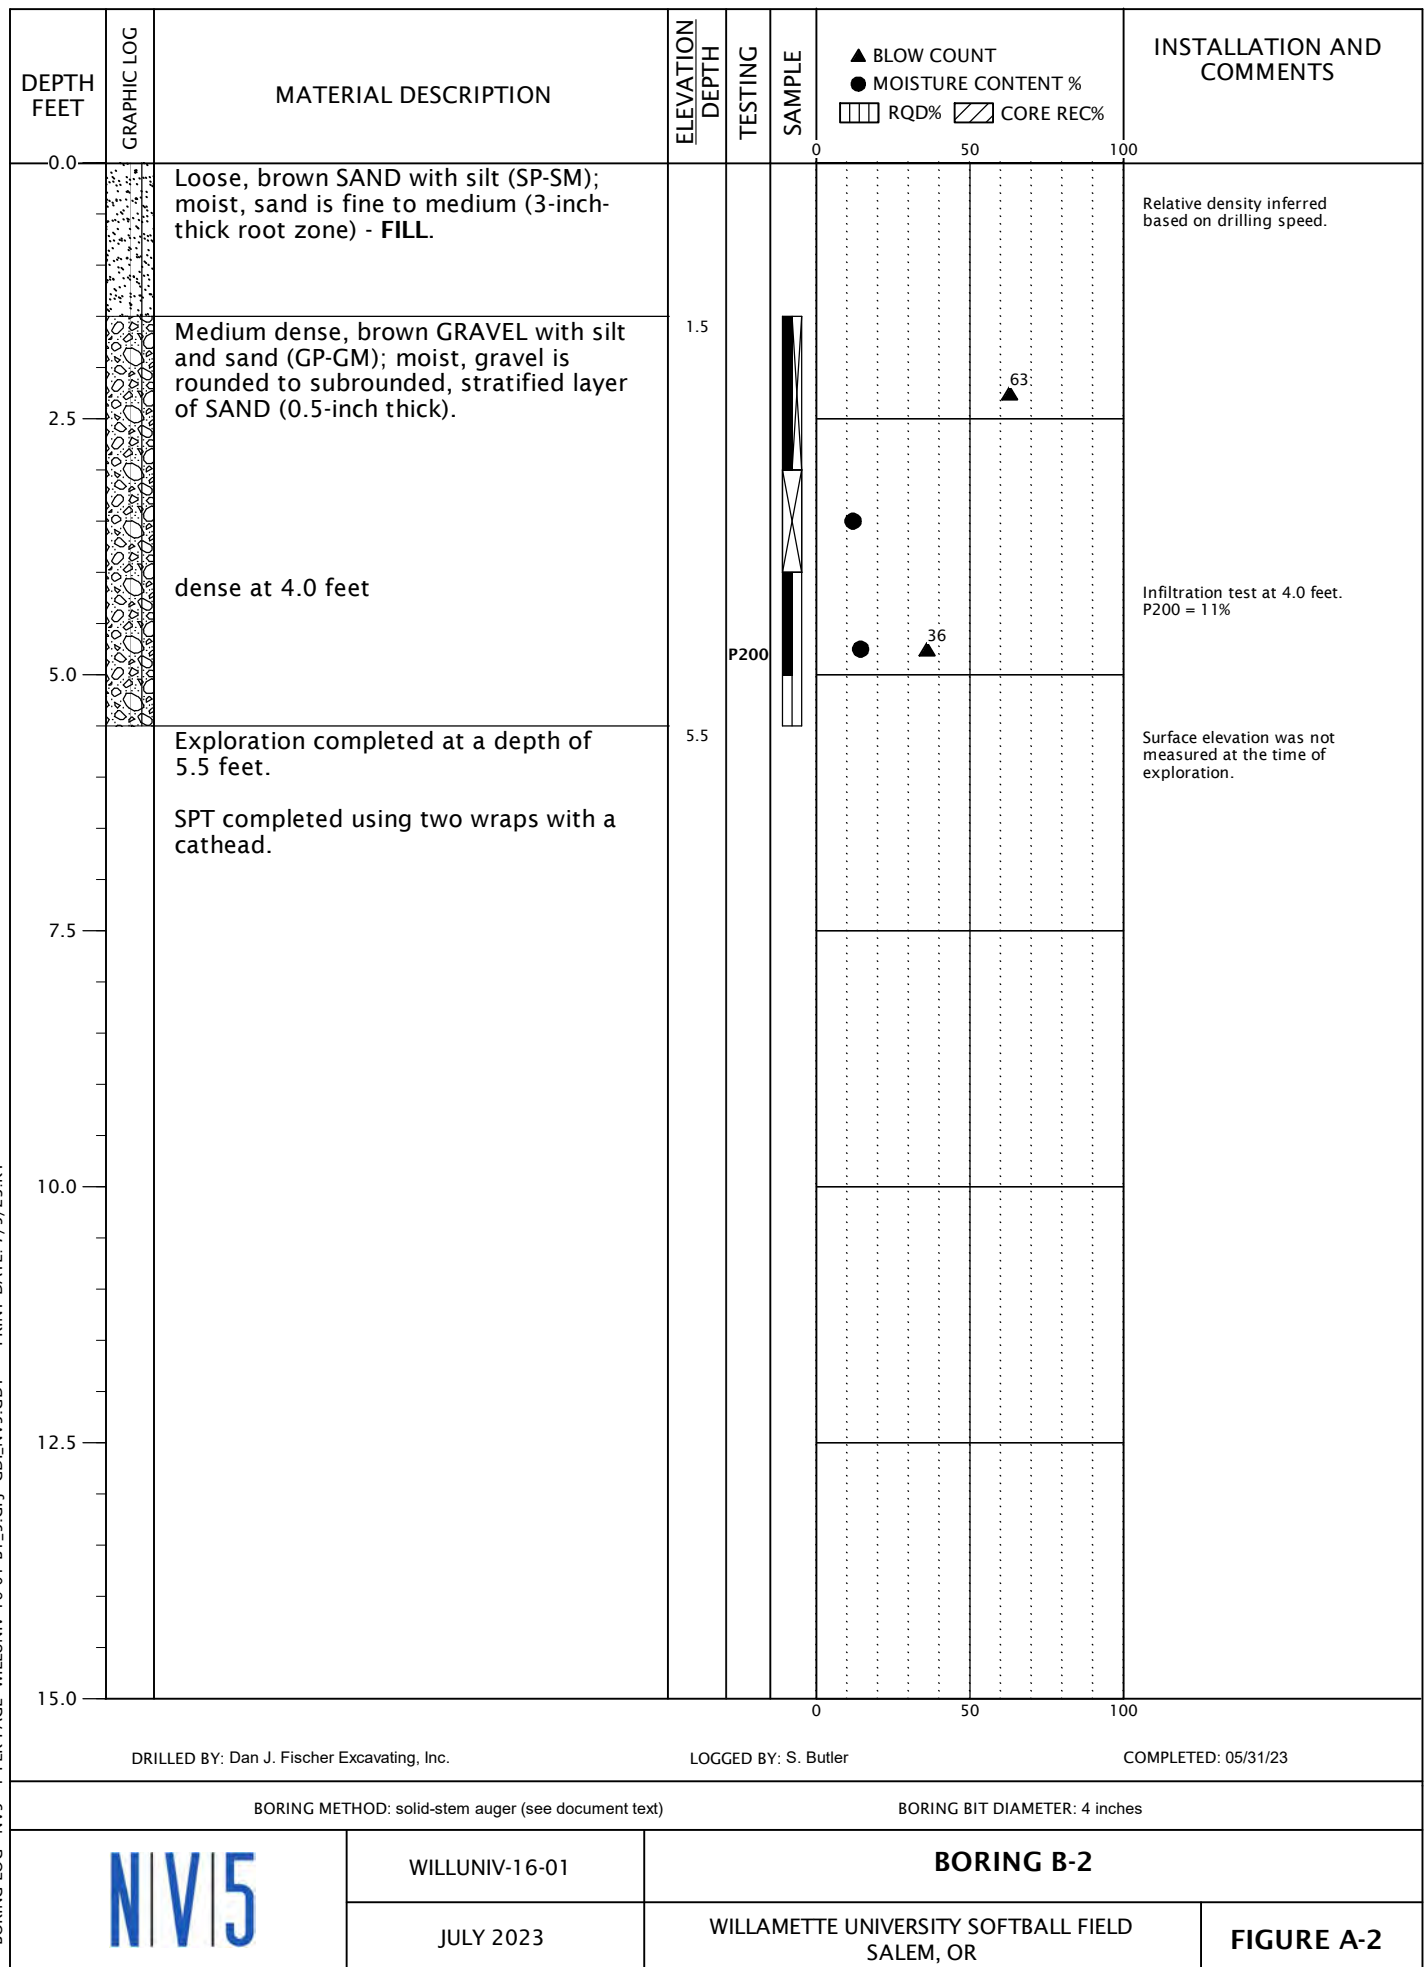 DEPTH
FEET
GRAPHIC LOG
MATERIAL DESCRIPTION
ELEVATION
DEPTH
TESTING
SAMPLE
▲ BLOW COUNT
● MOISTURE CONTENT %
RQD% CORE REC%
INSTALLATION AND
COMMENTS
0 50 100
0.0
Loose, brown SAND with silt (SP-SM);
moist, sand is fine to medium (3-inch-
thick root zone) - FILL.
Relative density inferred
based on drilling speed.
1.5
Medium dense, brown GRAVEL with silt
and sand (GP-GM); moist, gravel is
rounded to subrounded, stratified layer
of SAND (0.5-inch thick).
63
2.5
dense at 4.0 feet
Infiltration test at 4.0 feet.
P200 = 11%
36
P200
5.0
5.5
Exploration completed at a depth of
5.5 feet.
Surface elevation was not
measured at the time of
exploration.
SPT completed using two wraps with a
cathead.
7.5
10.0
12.5
15.0
0 50 100
DRILLED BY: Dan J. Fischer Excavating, Inc.
LOGGED BY: S. Butler
COMPLETED: 05/31/23
BORING METHOD: solid-stem auger (see document text)
BORING BIT DIAMETER: 4 inches
N|V|5
WILLUNIV-16-01
BORING B-2
JULY 2023
WILLAMETTE UNIVERSITY SOFTBALL FIELD
SALEM, OR
FIGURE A-2